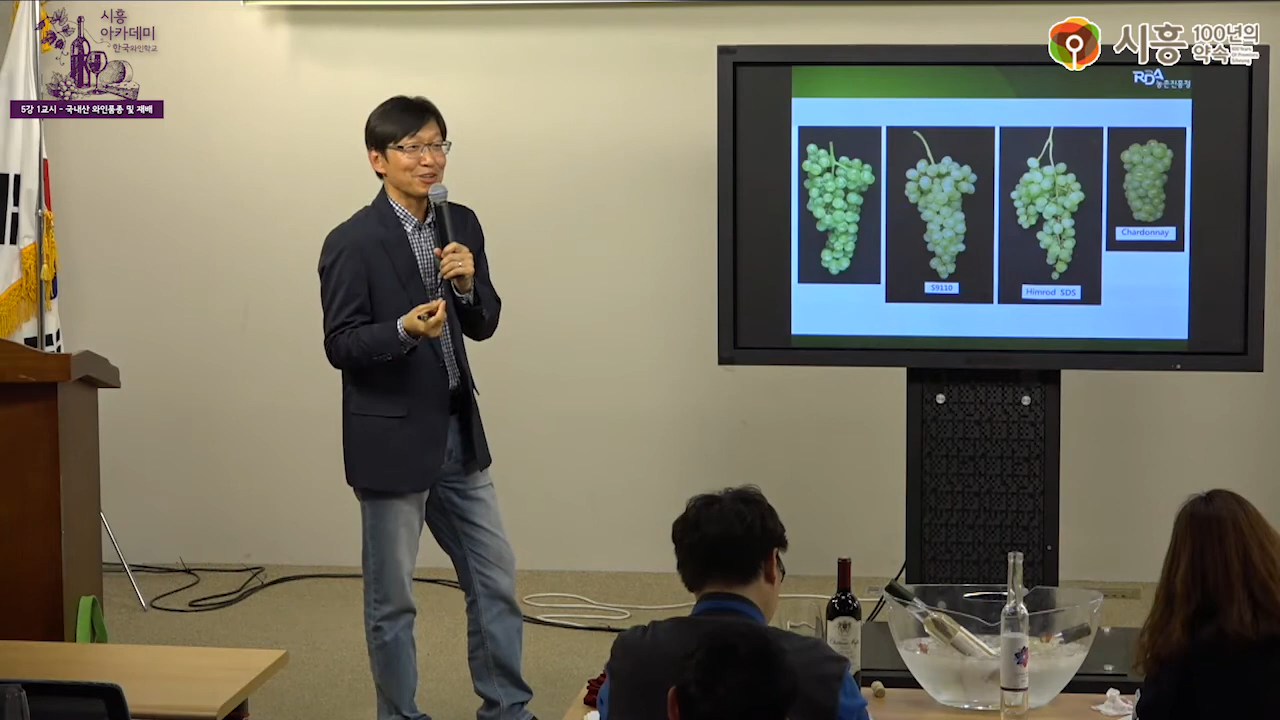 시흥
아카데미
한국와인학교
5강 1교시 - 국내산 와인품종 및 재배
시흥
100년의
약속
RDA
농촌진흥청
S9110
Himrod SDS
Chardonnay